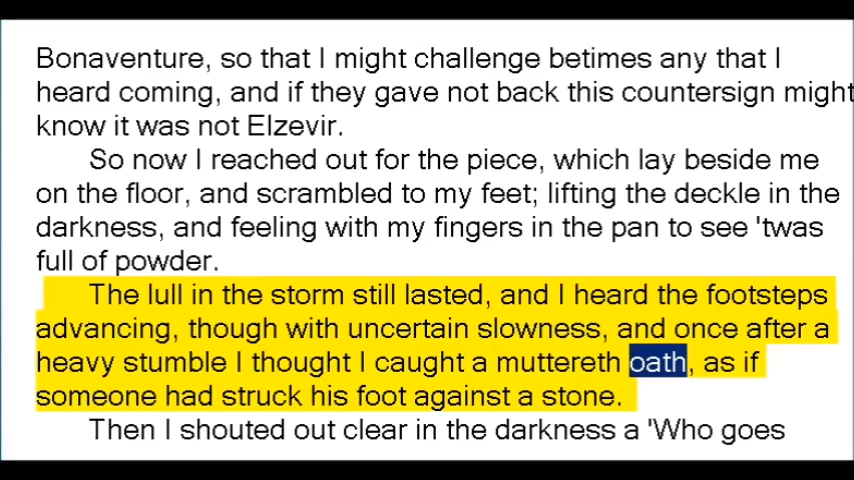 Bonaventure, so that I might challenge betimes any that I
heard coming, and if they gave not back this countersign might
know it was not Elzevir.
So now I reached out for the piece, which lay beside me
on the floor, and scrambled to my feet; lifting the deckle in the
darkness, and feeling with my fingers in the pan to see 'twas
full of powder.
The lull in the storm still lasted, and I heard the footsteps
advancing, though with uncertain slowness, and once after a
heavy stumble I thought I caught a muttereth oath, as if
someone had struck his foot against a stone.
Then I shouted out clear in the darkness a 'Who goes